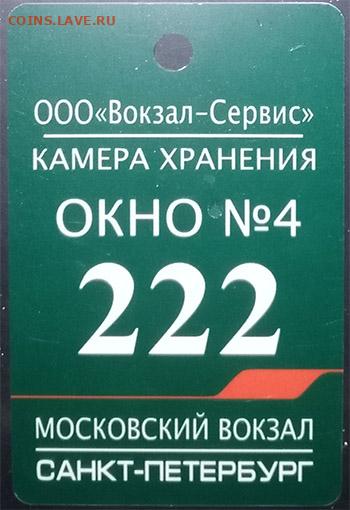 COINS.LAVE.RU
ООО«Вокзал-Сервис»
КАМЕРА ХРАНЕНИЯ
ОКНО №4
222
МОСКОВСКИЙ ВОКЗАЛ
САНКТ-ПЕТЕРБУРГ